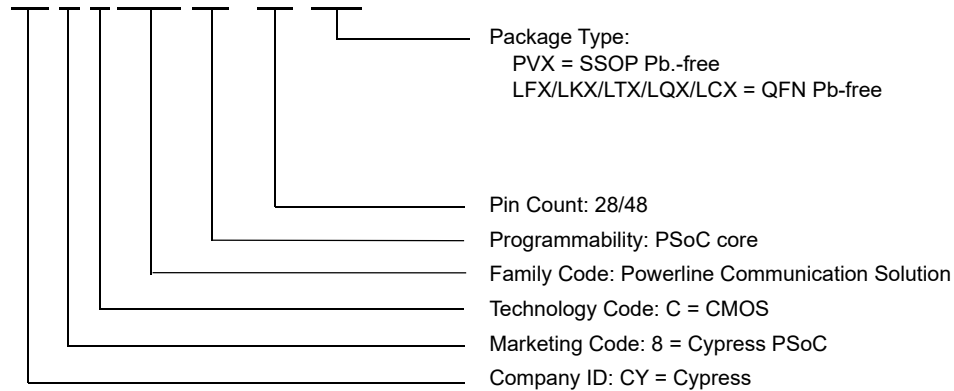 Package Type:
PVX = SSOP Pb.-free
LFX/LKX/LTX/LQX/LCX = QFN Pb-free
Pin Count: 28/48
Programmability: PSoC core
Family Code: Powerline Communication Solution
Technology Code: C = CMOS
Marketing Code: 8 = Cypress PSoC
Company ID: CY = Cypress